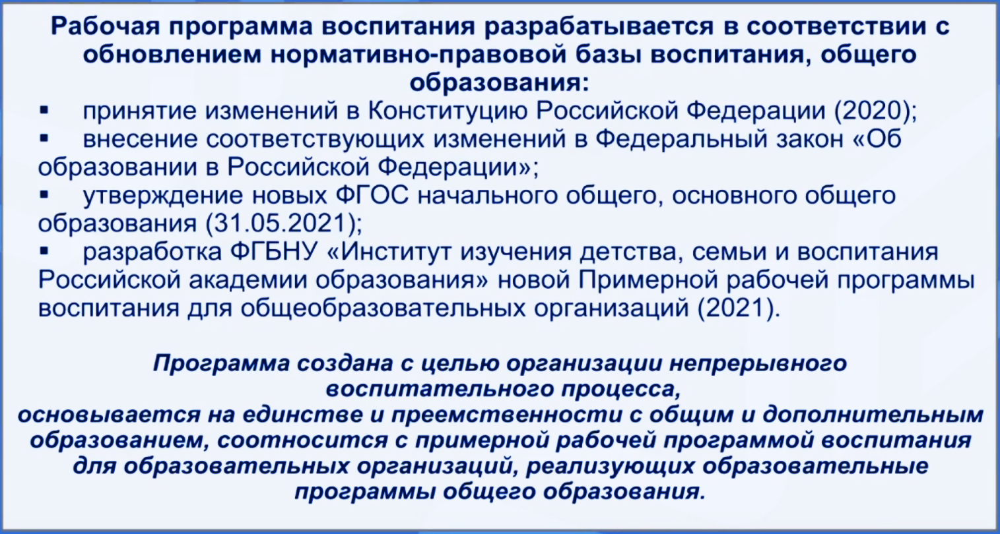 Рабочая программа воспитания разрабатывается в соответствии с
обновлением нормативно-правовой базы воспитания, общего
образования:
▪ принятие изменений в Конституцию Российской Федерации (2020);
▪ внесение соответствующих изменений в Федеральный закон «Об
образовании в Российской Федерации»;
▪ утверждение новых ФГОС начального общего, основного общего
образования (31.05.2021);
▪ разработка ФГБНУ «Институт изучения детства, семьи и воспитания
Российской академии образования» новой Примерной рабочей программы
воспитания для общеобразовательных организаций (2021).
Программа создана с целью организации непрерывного
воспитательного процесса,
основывается на единстве и преемственности с общим и дополнительным
образованием, соотносится с примерной рабочей программой воспитания
для образовательных организаций, реализующих образовательные
программы общего образования.